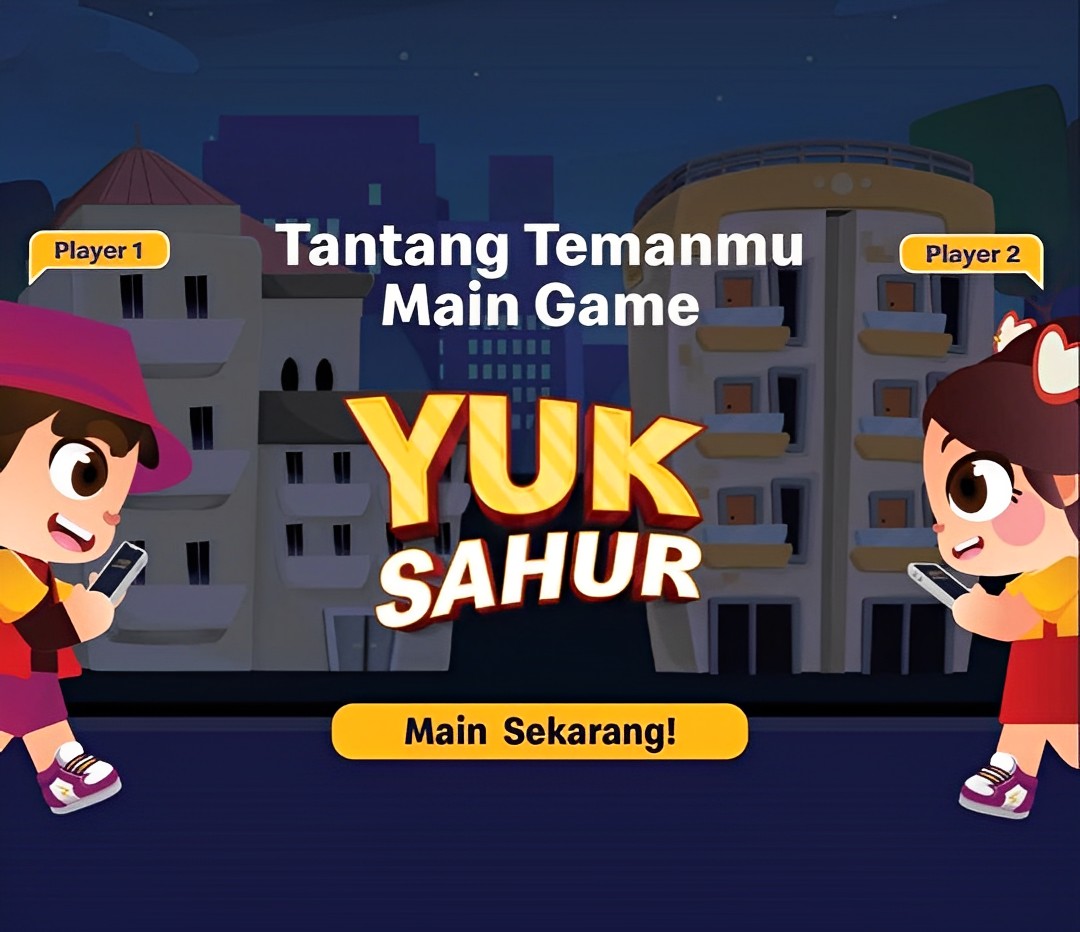 Player 1
Tantang Temanmu
Main Game
Player 2
YUK
SAHUR
Main Sekarang!